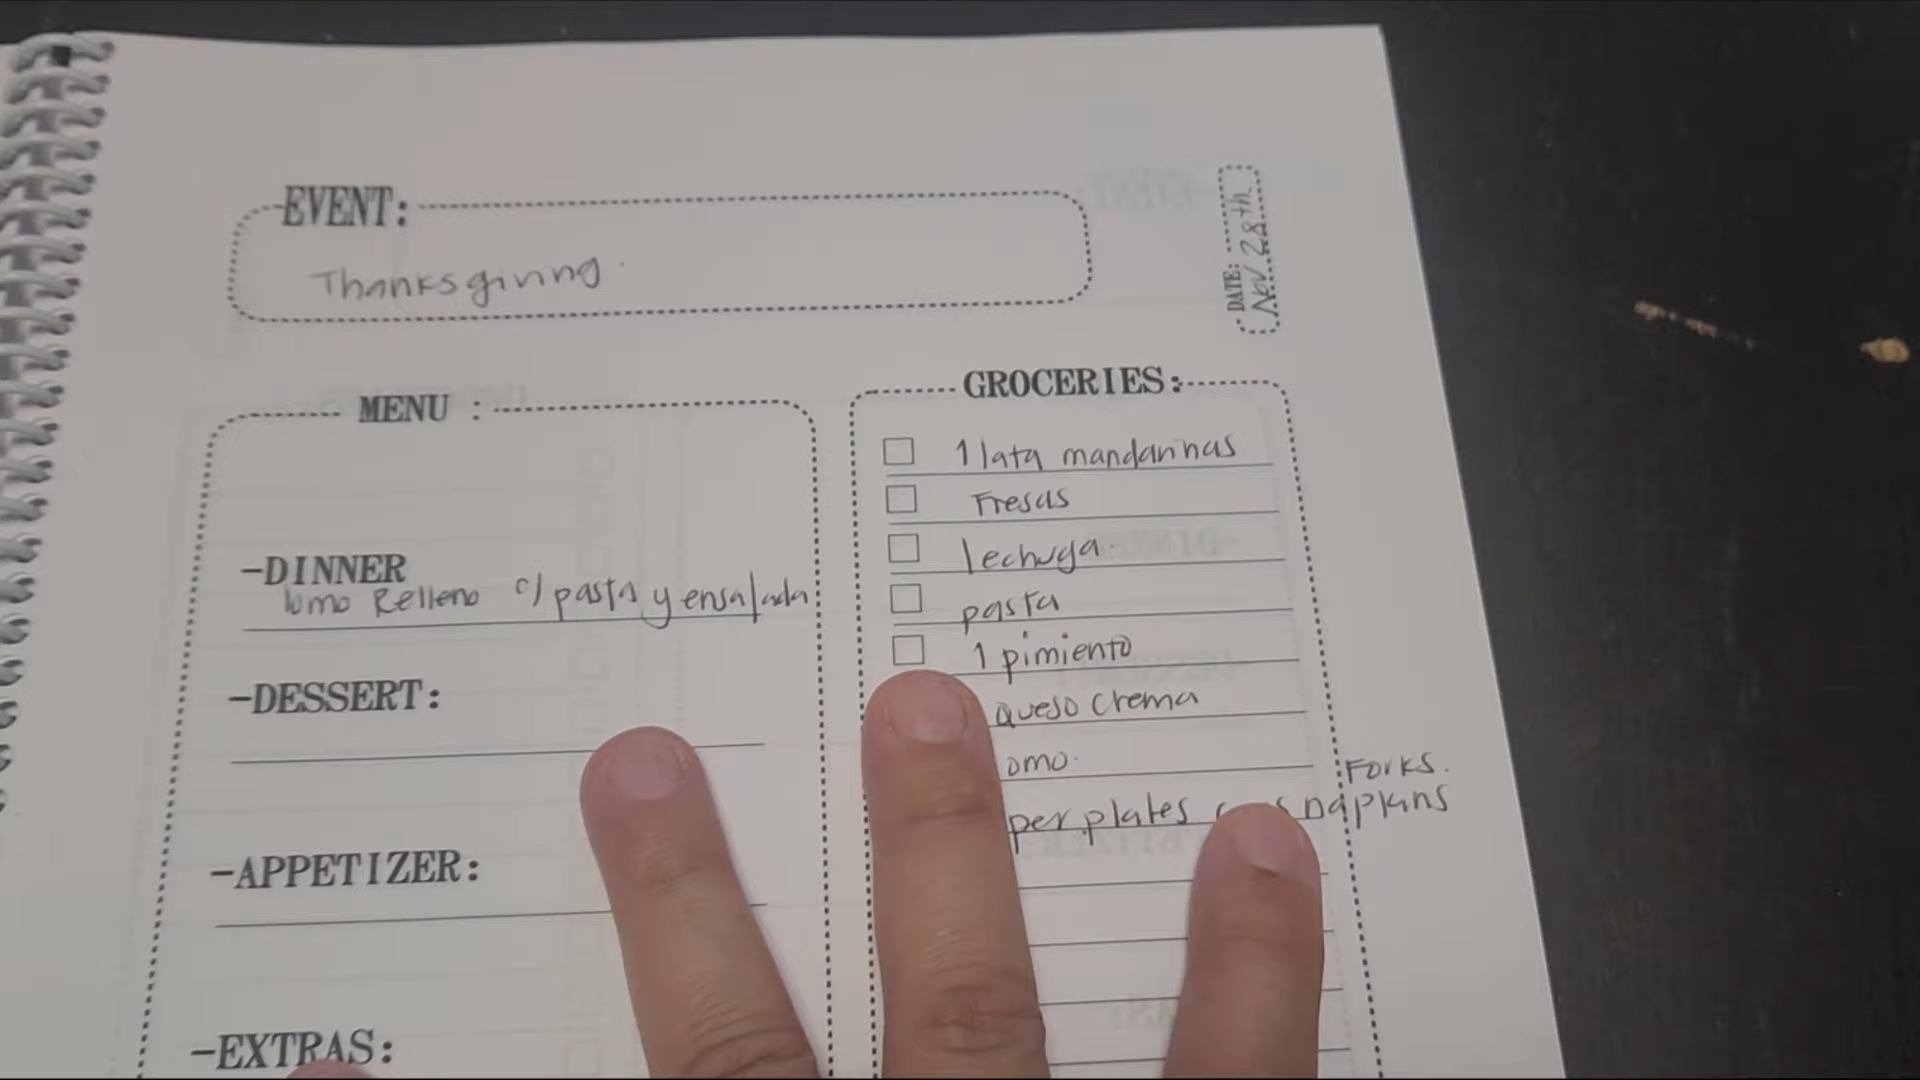 EVENT:
Thanksgiving.
DATE:
Nov 28th
MENU :
-DINNER
lomo Relleno c/ pasta y ensalada
-DESSERT:
-APPETIZER:
-EXTRAS:
GROCERIES:
1 lata mandarinas
Fresas
lechuga.
pasta
1 pimiento
queso crema
omo.
Forks.
per plates napkins